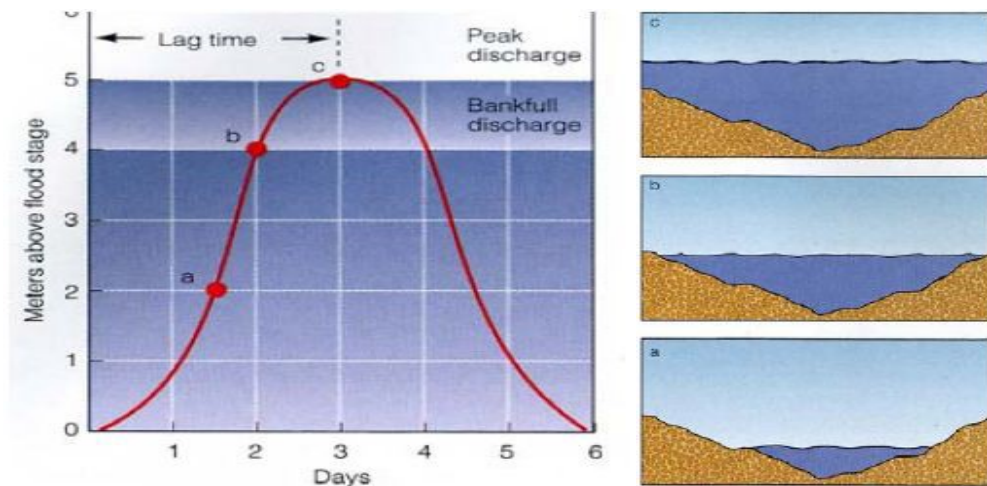 Lag time
Peak
discharge
c
5
Bankfull
discharge
b
4
Meters above flood stage
3
a
2
1
0
1 2 3 4 5 6
Days
c
b
a